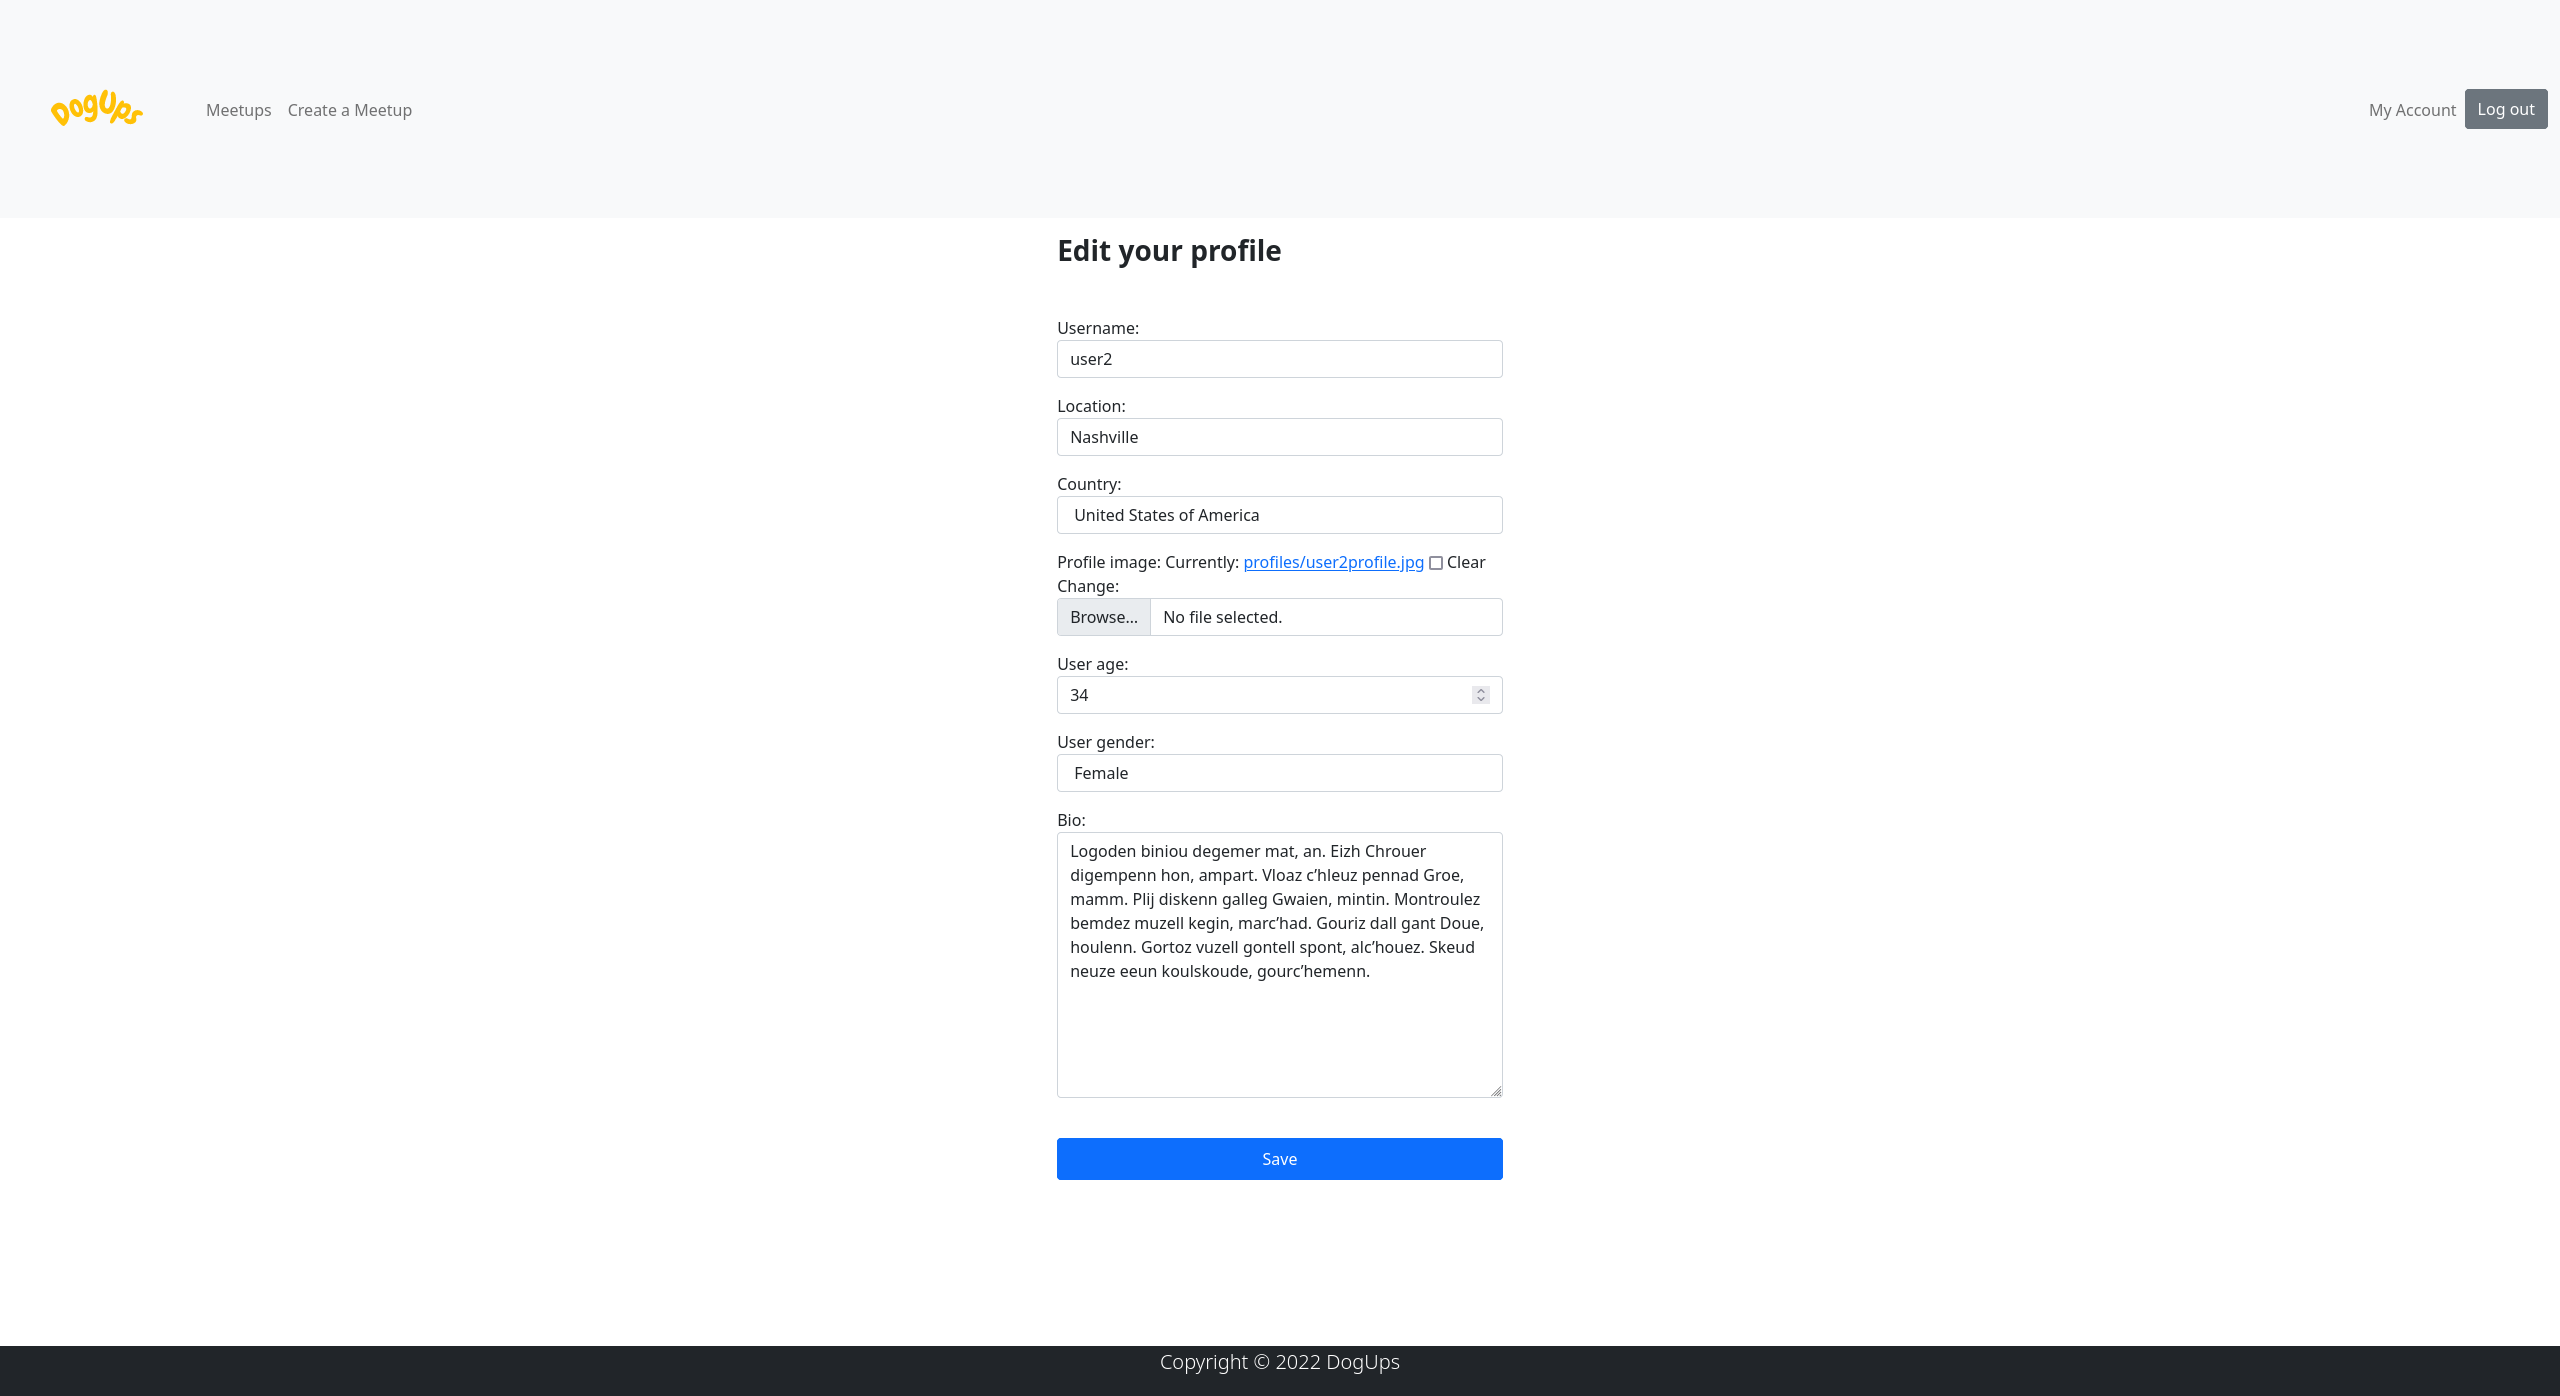 DogUps
Meetups Create a Meetup
My Account Log out
Edit your profile
Username:
user2
Location:
Nashville
Country:
United States of America
Profile image: Currently: profiles/user2profile.jpg Clear
Change:
Browse... No file selected.
User age:
34
User gender:
Female
Bio:
Logoden biniou degemer mat, an. Eizh Chrouer
digempenn hon, ampart. Vloaz c’hleuz pennad Groe,
mamm. Plij diskenn galleg Gwaien, mintin. Montroulez
bemdez muzell kegin, marc’had. Gouriz dall gant Doue,
houlenn. Gortoz vuzell gontell spont, alc’houez. Skeud
neuze eeun koulskoude, gourc’hemenn.
Save
Copyright © 2022 DogUps